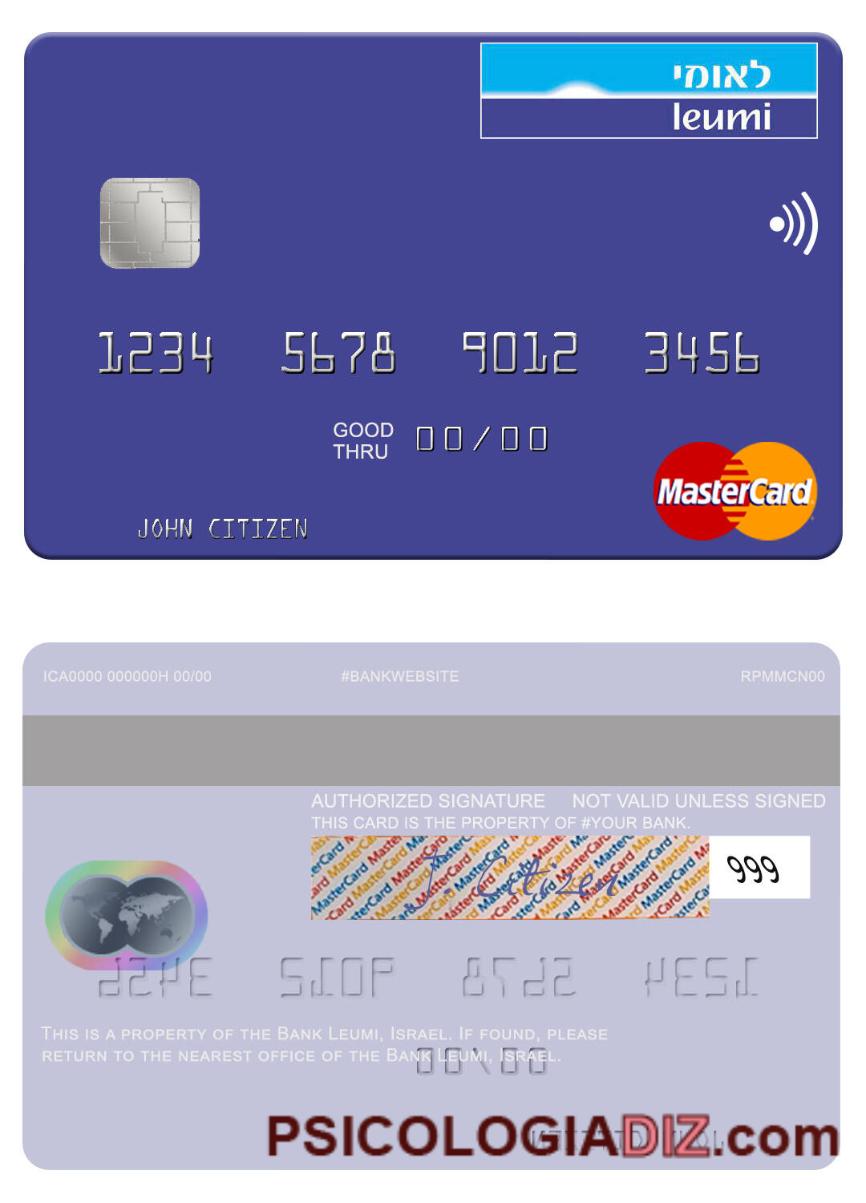 לאומי
leumi
1234 5678 9012 3456
GOOD
THRU 00/00
MasterCard
JOHN CITIZEN
ICA0000 000000H 00/00 #BANKWEBSITE RPMMCN00
AUTHORIZED SIGNATURE NOT VALID UNLESS SIGNED
THIS CARD IS THE PROPERTY OF #YOUR BANK.
J Citizen 999
THIS IS A PROPERTY OF THE BANK LEUMI, ISRAEL. IF FOUND, PLEASE
RETURN TO THE NEAREST OFFICE OF THE BANK LEUMI, ISRAEL.
PSICOLOGIADIZ.com